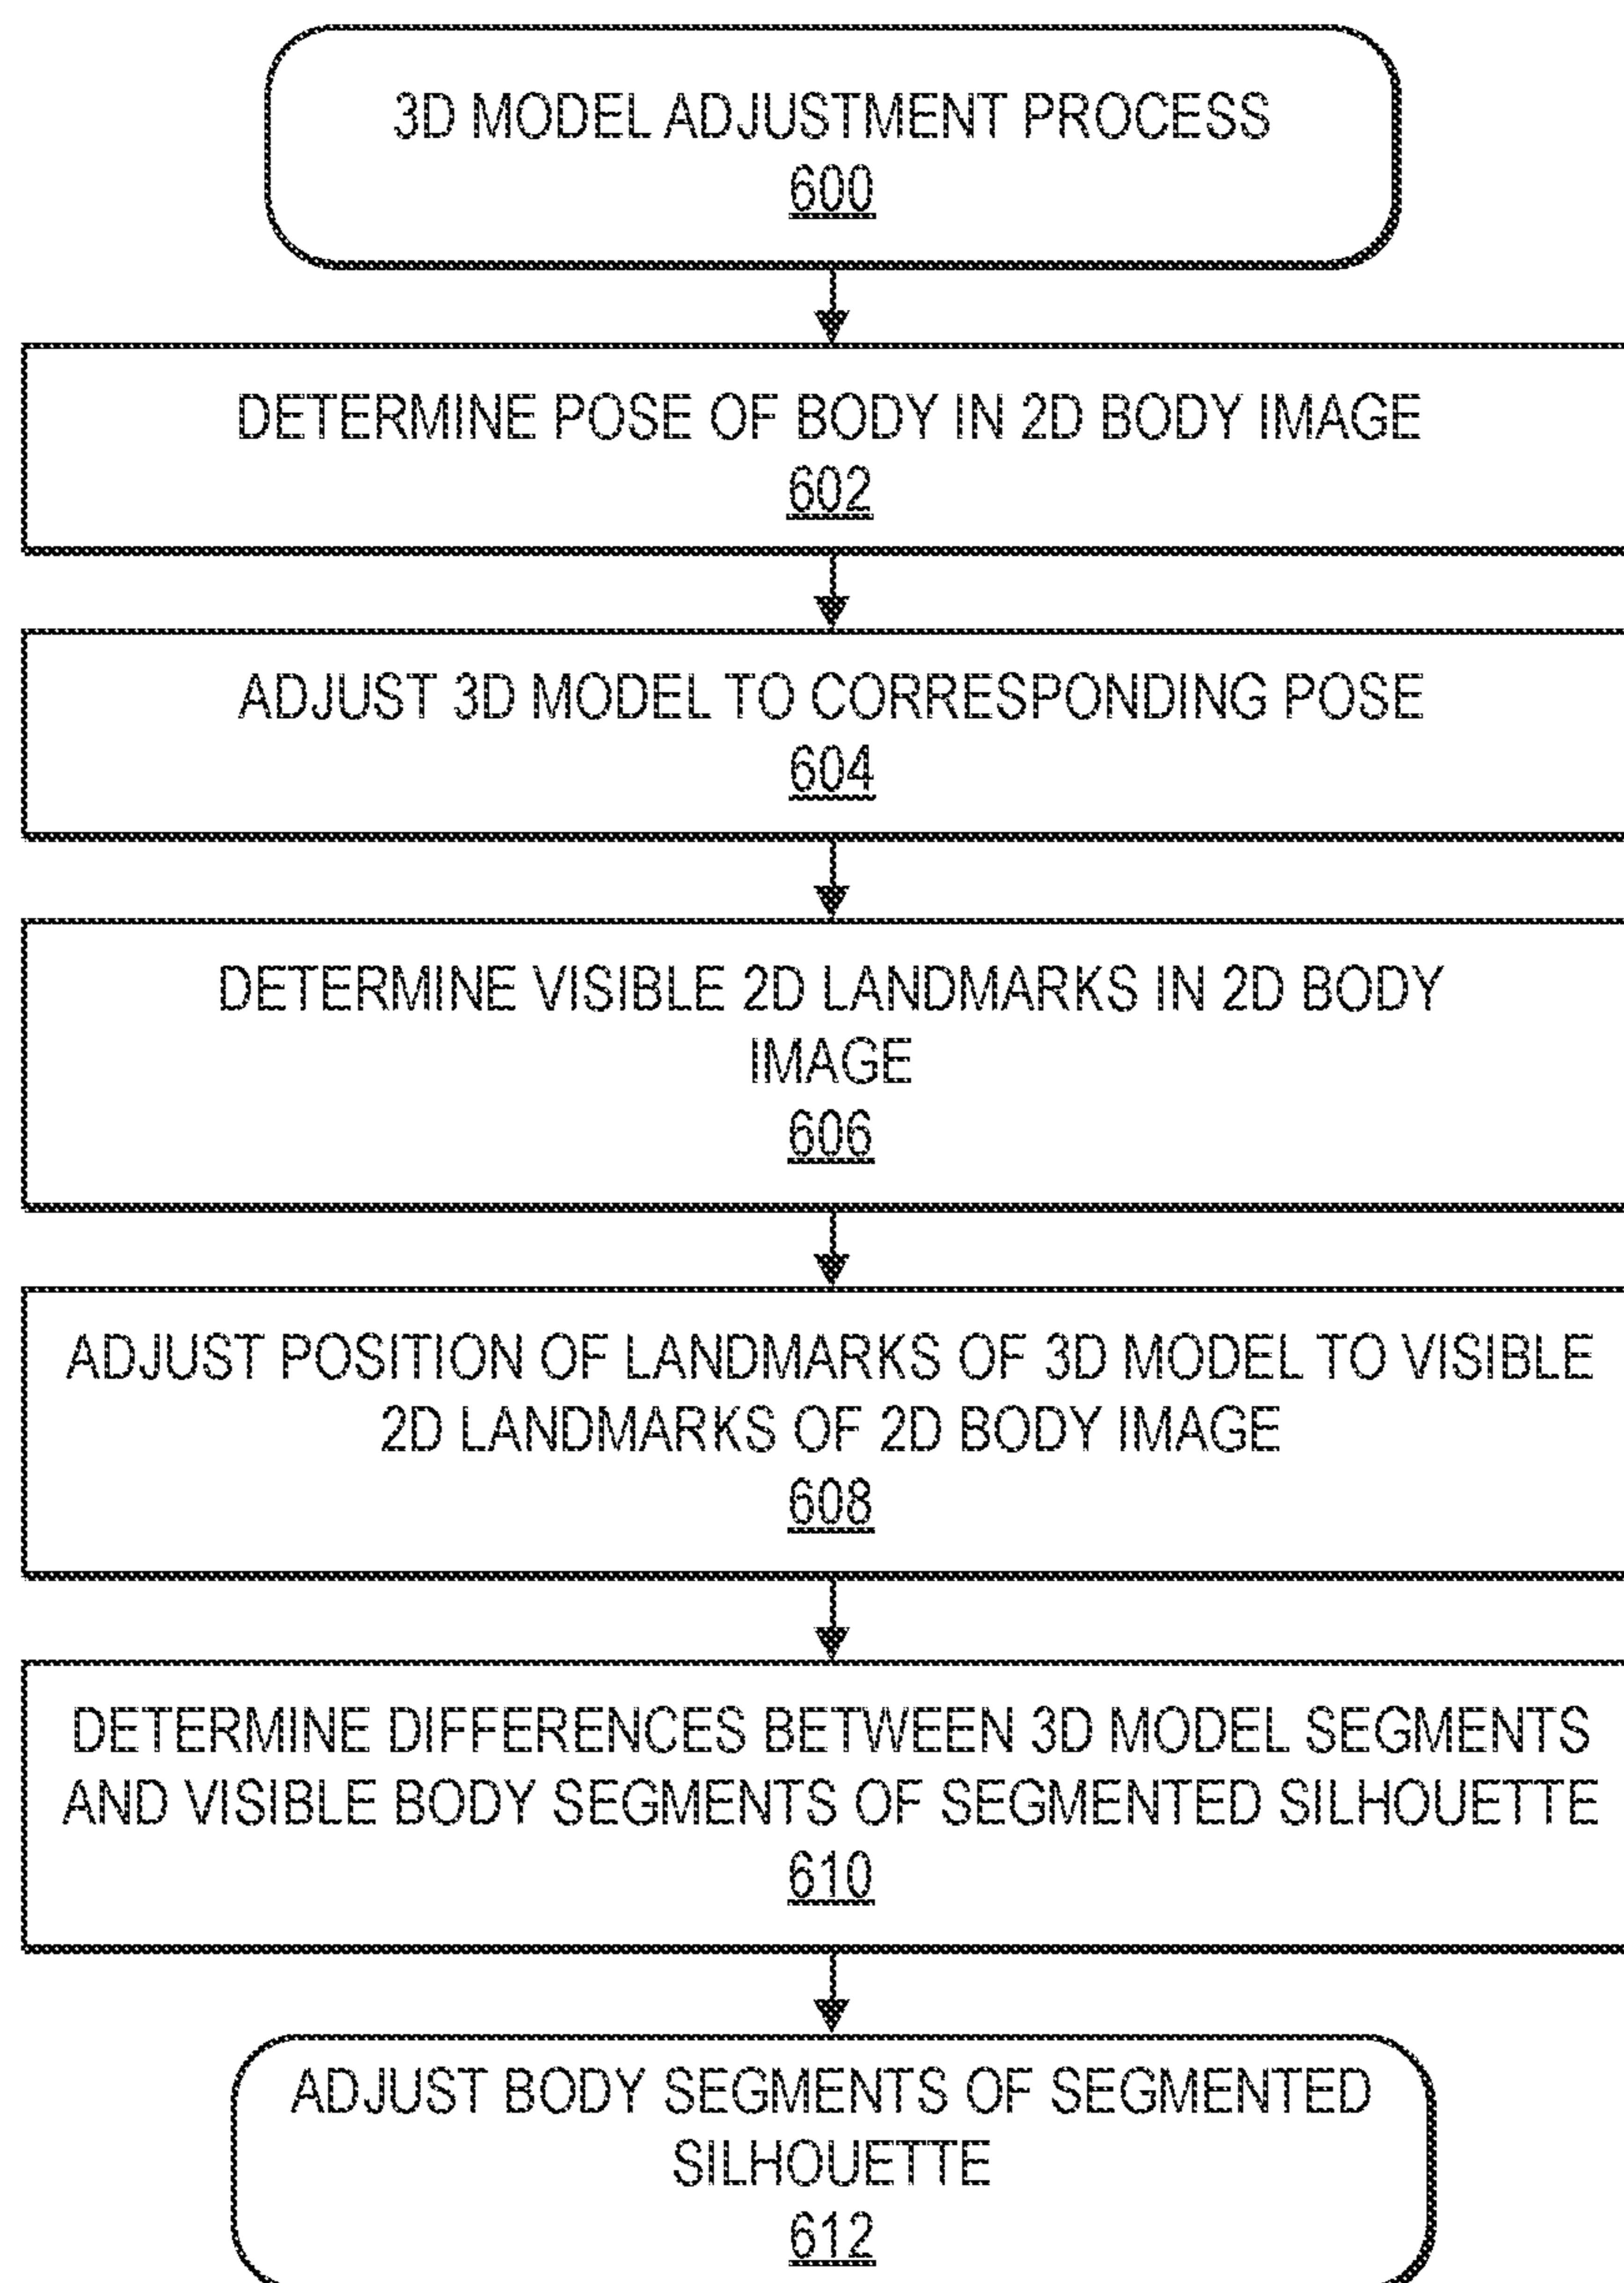 3D MODEL ADJUSTMENT PROCESS
600
DETERMINE POSE OF BODY IN 2D BODY IMAGE
602
ADJUST 3D MODEL TO CORRESPONDING POSE
604
DETERMINE VISIBLE 2D LANDMARKS IN 2D BODY
IMAGE
606
ADJUST POSITION OF LANDMARKS OF 3D MODEL TO VISIBLE
2D LANDMARKS OF 2D BODY IMAGE
608
DETERMINE DIFFERENCES BETWEEN 3D MODEL SEGMENTS
AND VISIBLE BODY SEGMENTS OF SEGMENTED SILHOUETTE
610
ADJUST BODY SEGMENTS OF SEGMENTED
SILHOUETTE
612